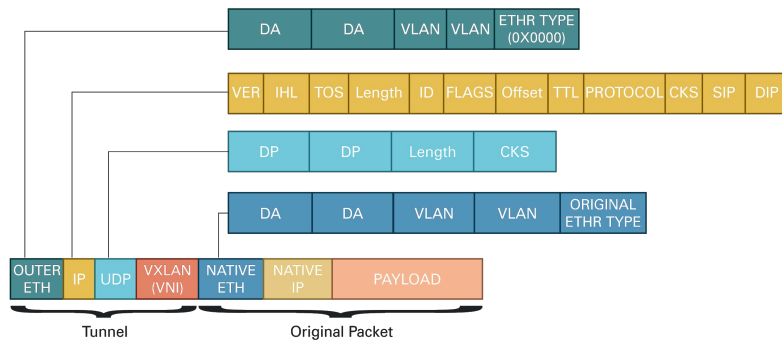 DA DA VLAN VLAN ETHR TYPE
(0X0000)
VER IHL TOS Length ID FLAGS Offset TTL PROTOCOL CKS SIP DIP
DP DP Length CKS
DA DA VLAN VLAN ORIGINAL
ETHR TYPE
OUTER
ETH
IP
UDP
VXLAN
(VNI)
NATIVE
ETH
NATIVE
IP
PAYLOAD
Tunnel
Original Packet